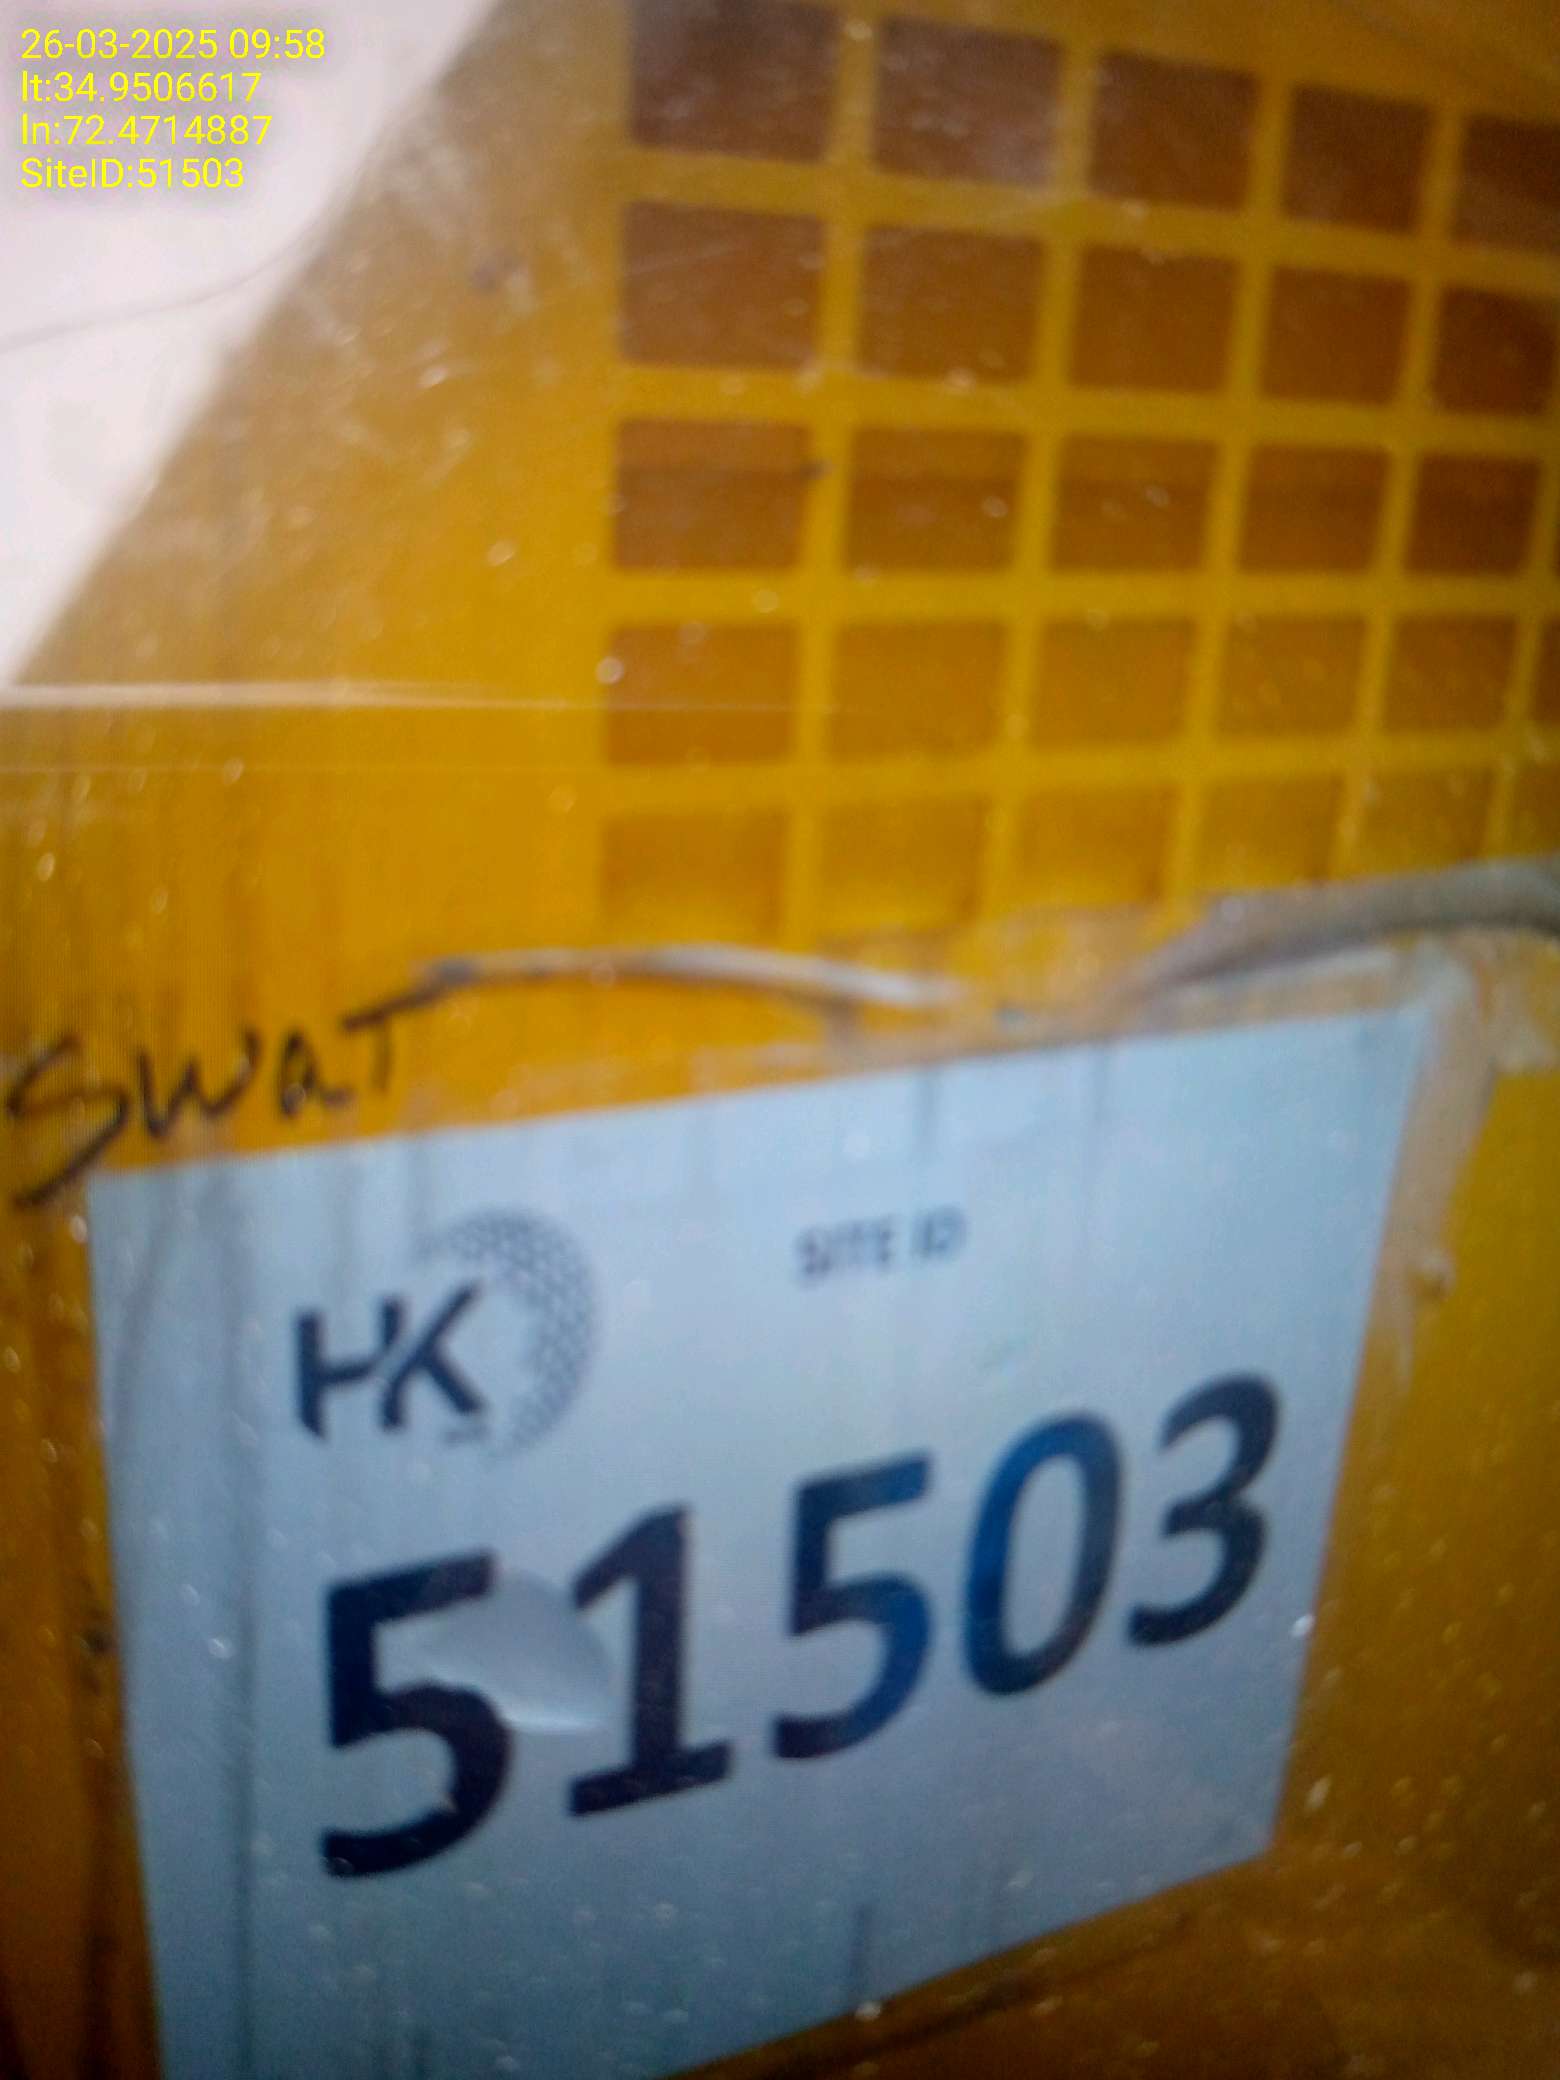 26-03-2025 09:58
lt:34.9506617
ln:72.4714887
SiteID:51503
SWaT
HK
SITE ID
51503